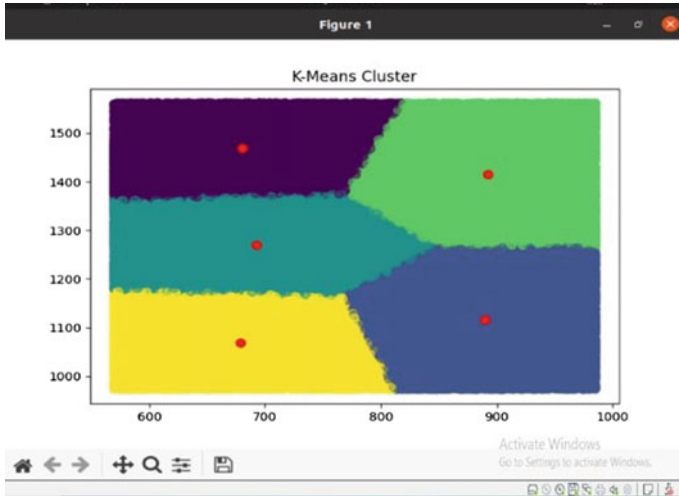 Figure 1
K-Means Cluster
1500
1400
1300
1200
1100
1000
600 700 800 900 1000
Activate Windows
Go to Settings to activate Windows.